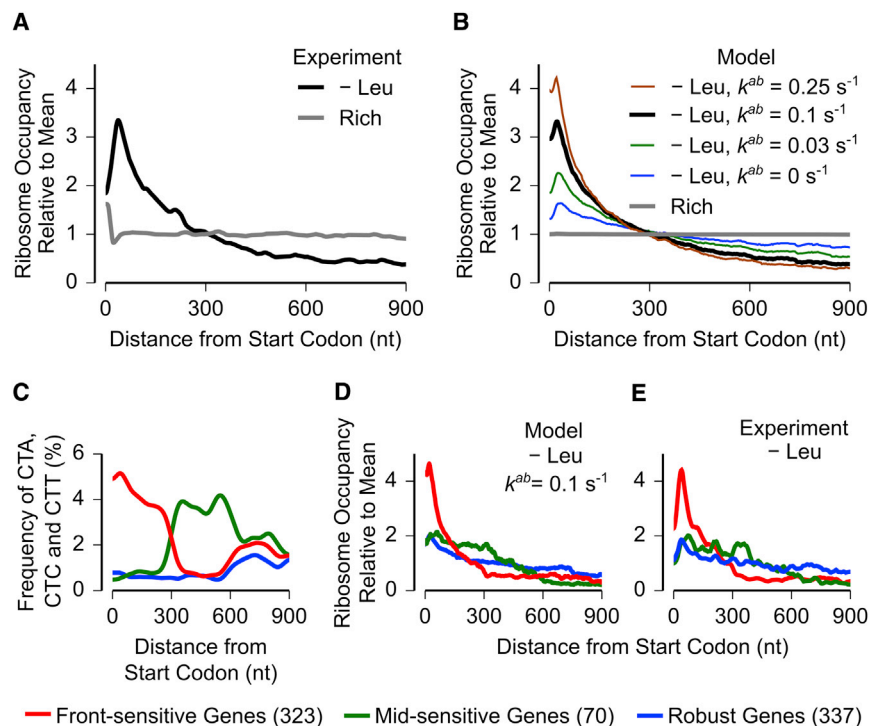 A
Experiment
− Leu
Rich
Ribosome Occupancy
Relative to Mean
4
3
2
1
0
0 300 600 900
Distance from Start Codon (nt)
B
Model
− Leu, kᵃᵇ = 0.25 s⁻¹
− Leu, kᵃᵇ = 0.1 s⁻¹
− Leu, kᵃᵇ = 0.03 s⁻¹
− Leu, kᵃᵇ = 0 s⁻¹
Rich
Ribosome Occupancy
Relative to Mean
4
3
2
1
0
0 300 600 900
Distance from Start Codon (nt)
C
Frequency of CTA,
CTC and CTT (%)
6
4
2
0
0 300 600 900
Distance from
Start Codon (nt)
D
Model
− Leu
kᵃᵇ= 0.1 s⁻¹
Ribosome Occupancy
Relative to Mean
4
2
0
0 300 600 900
E
Experiment
− Leu
4
2
0
0 300 600 900
Distance from Start Codon (nt)
Front-sensitive Genes (323)
Mid-sensitive Genes (70)
Robust Genes (337)